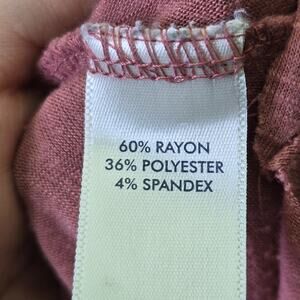 60% RAYON
36% POLYESTER
4% SPANDEX